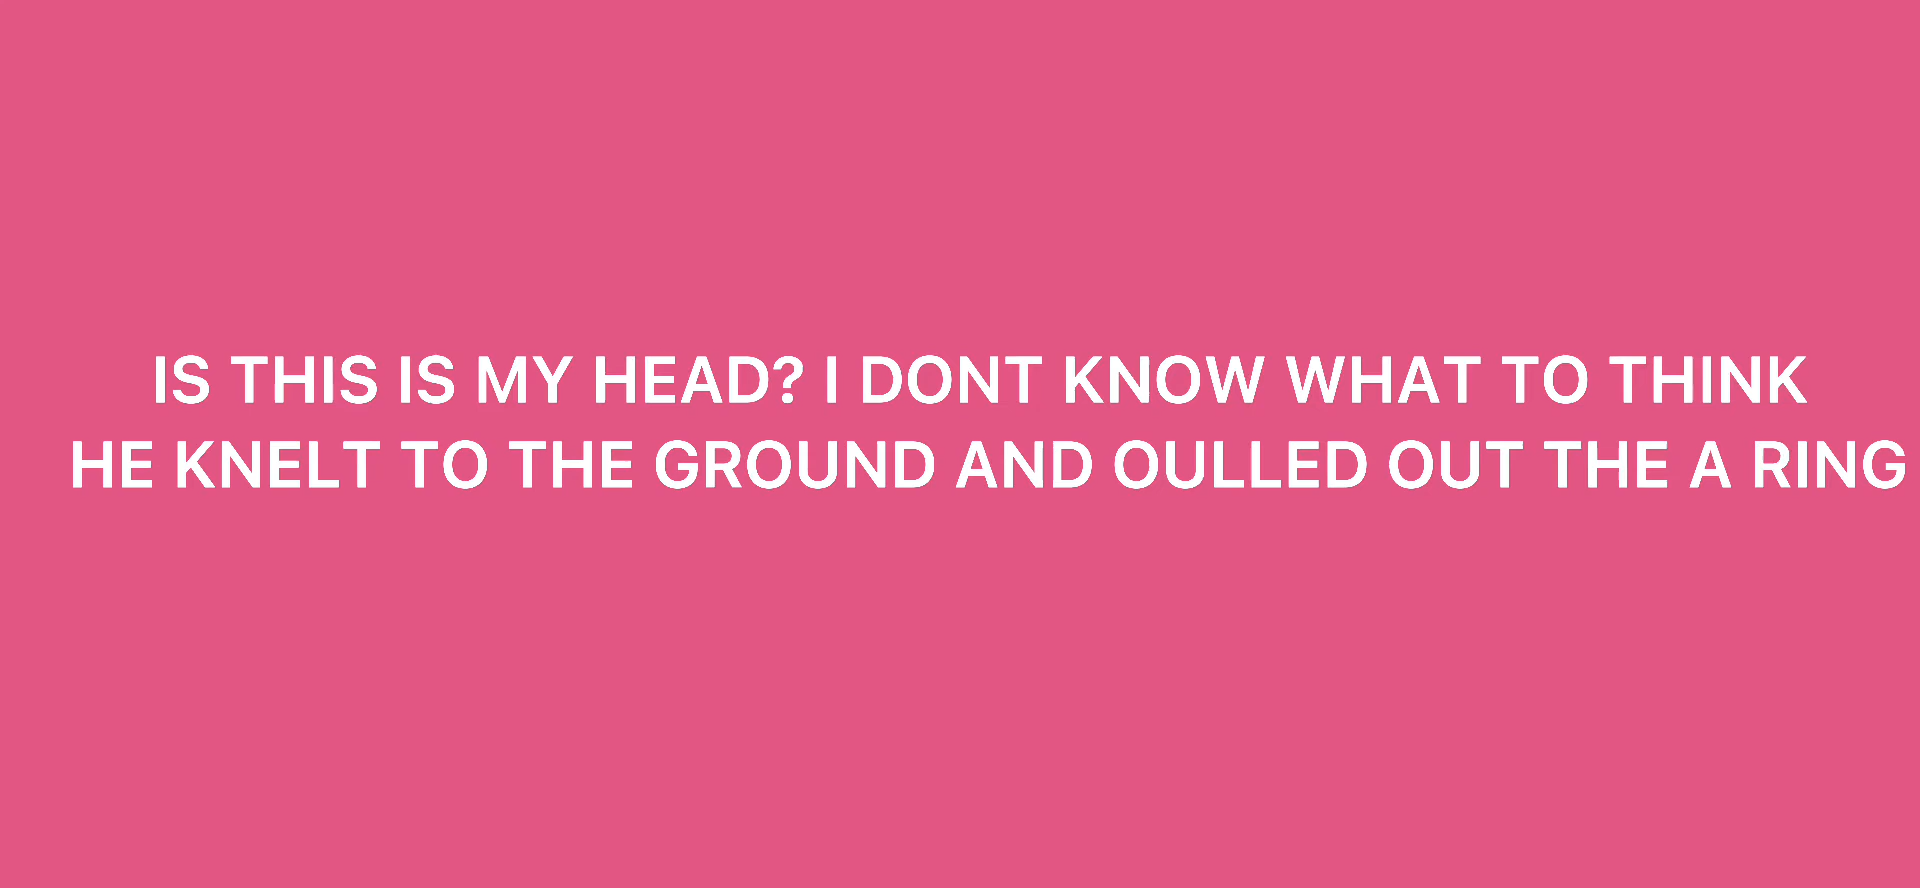 IS THIS IS MY HEAD? I DONT KNOW WHAT TO THINK
HE KNELT TO THE GROUND AND OULLED OUT THE A RING